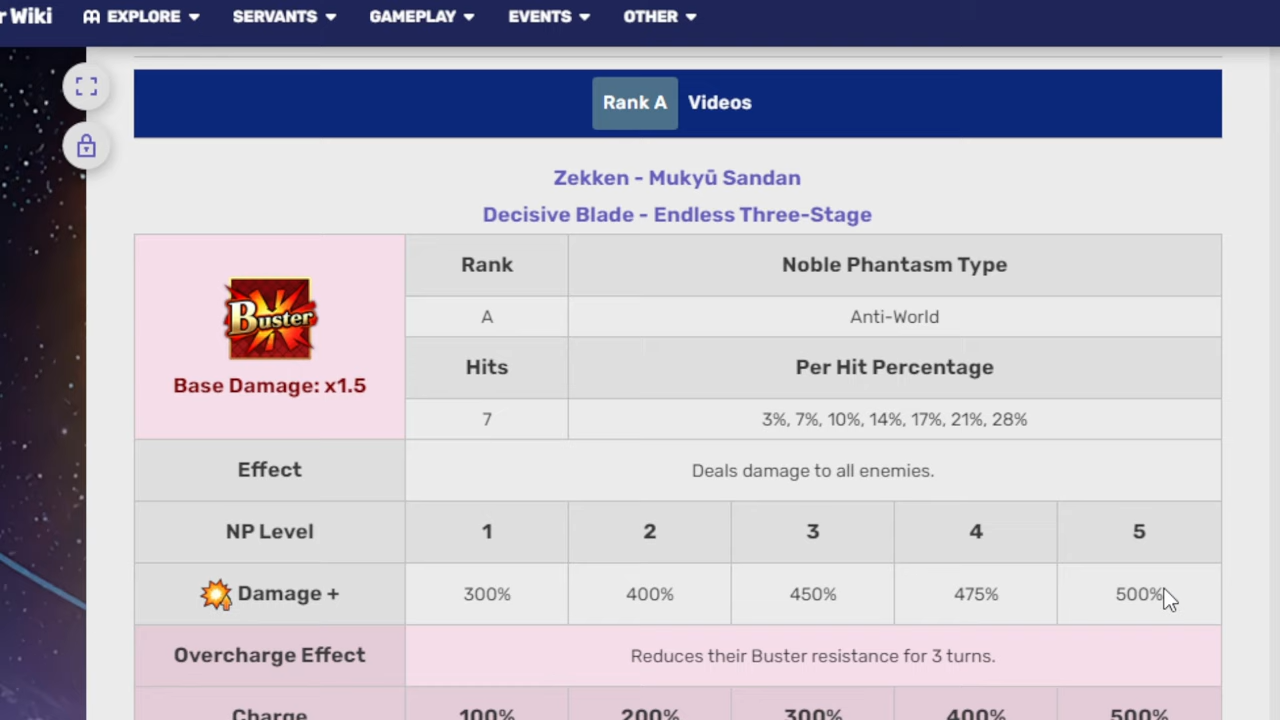 r Wiki EXPLORE SERVANTS GAMEPLAY EVENTS OTHER
Rank A Videos
Zekken - Mukyū Sandan
Decisive Blade - Endless Three-Stage
Rank Noble Phantasm Type
A Anti-World
Buster
Base Damage: x1.5
Hits Per Hit Percentage
7 3%, 7%, 10%, 14%, 17%, 21%, 28%
Effect Deals damage to all enemies.
NP Level 1 2 3 4 5
Damage + 300% 400% 450% 475% 500%
Overcharge Effect Reduces their Buster resistance for 3 turns.
Charge 100% 200% 300% 400% 500%